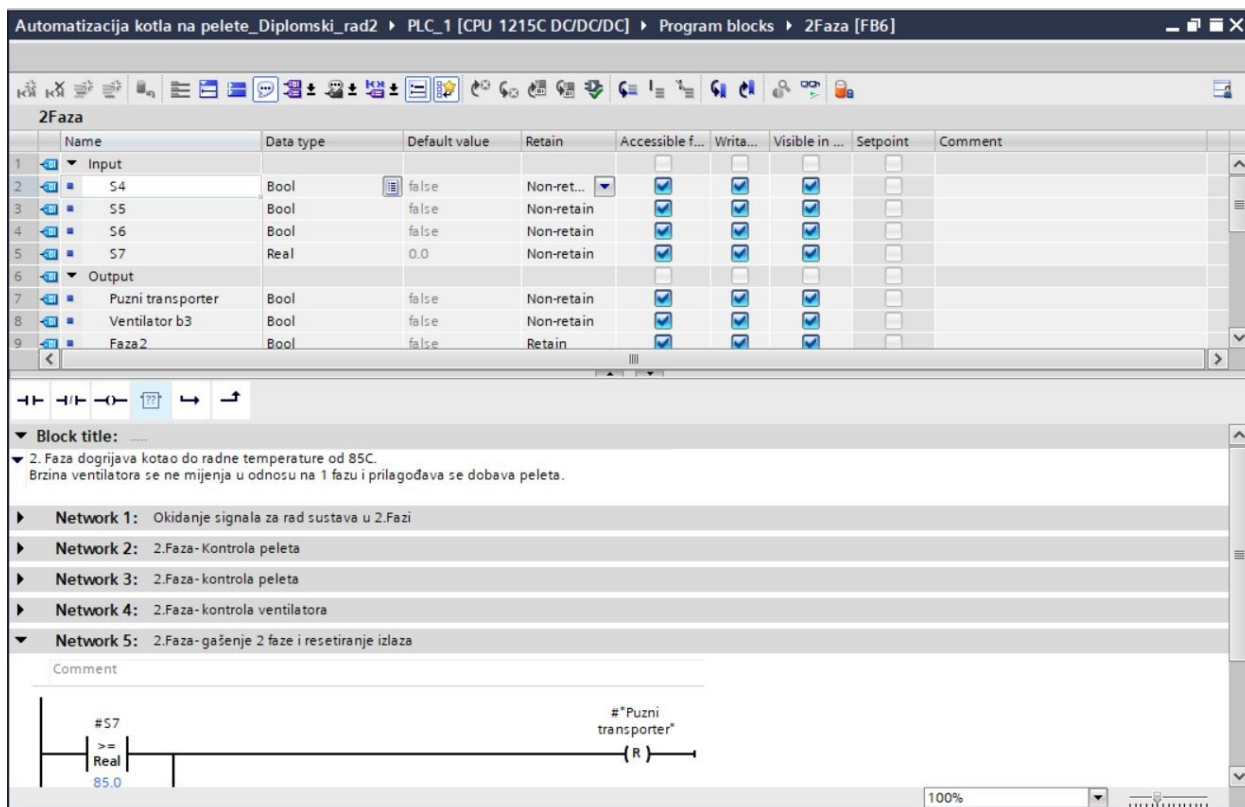 Automatizacija kotla na pelete_Diplomski_rad2 ▸ PLC_1 [CPU 1215C DC/DC/DC] ▸ Program blocks ▸ 2Faza [FB6]
2Faza
Name Data type Default value Retain Accessible f... Writa... Visible in ... Setpoint Comment
1 Input
2 S4 Bool false Non-ret...
3 S5 Bool false Non-retain
4 S6 Bool false Non-retain
5 S7 Real 0.0 Non-retain
6 Output
7 Puzni transporter Bool false Non-retain
8 Ventilator b3 Bool false Non-retain
9 Faza2 Bool false Retain
??
Block title: .....
2. Faza dogrijava kotao do radne temperature od 85C.
Brzina ventilatora se ne mijenja u odnosu na 1 fazu i prilagođava se dobava peleta.
Network 1: Okidanje signala za rad sustava u 2.Fazi
Network 2: 2.Faza-Kontrola peleta
Network 3: 2.Faza-kontrola peleta
Network 4: 2.Faza-kontrola ventilatora
Network 5: 2.Faza-gašenje 2 faze i resetiranje izlaza
Comment
#S7
>=
Real
85.0
#"Puzni
transporter"
R
100%